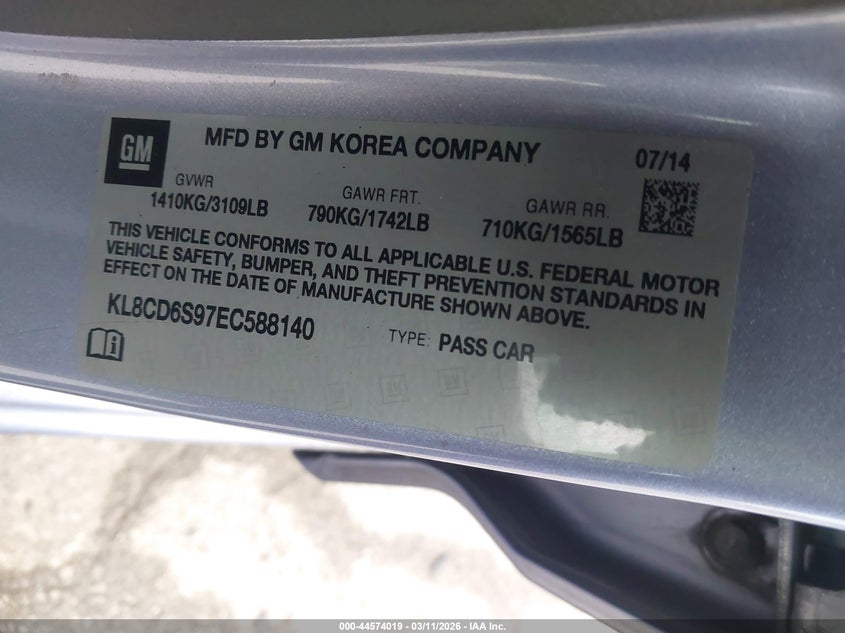 GM
MFD BY GM KOREA COMPANY
07/14
GVWR
1410KG/3109LB
GAWR FRT.
790KG/1742LB
GAWR RR.
710KG/1565LB
THIS VEHICLE CONFORMS TO ALL APPLICABLE U.S. FEDERAL MOTOR
VEHICLE SAFETY, BUMPER, AND THEFT PREVENTION STANDARDS IN
EFFECT ON THE DATE OF MANUFACTURE SHOWN ABOVE.
KL8CD6S97EC588140
TYPE: PASS CAR
000-44574019 - 03/11/2026 - IAA Inc.